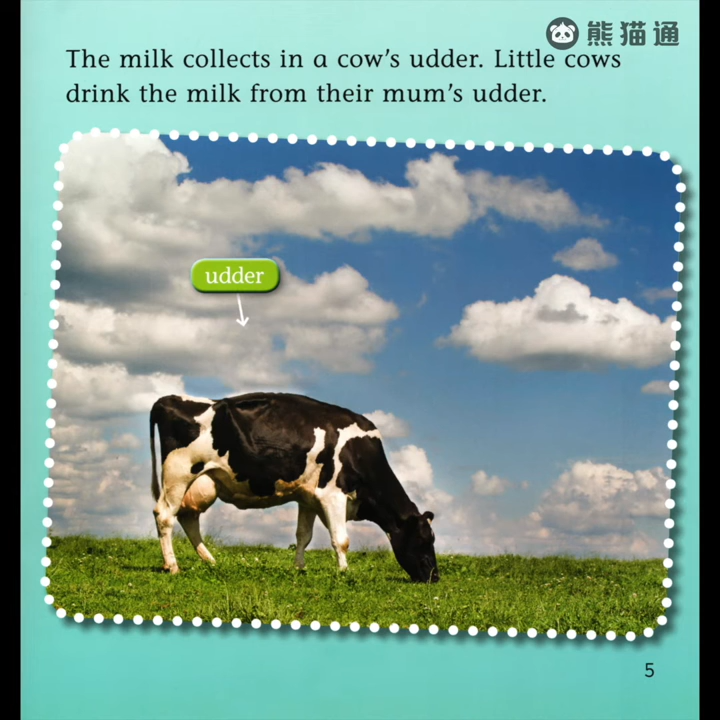 熊猫通
The milk collects in a cow's udder. Little cows
drink the milk from their mum's udder.
udder
5